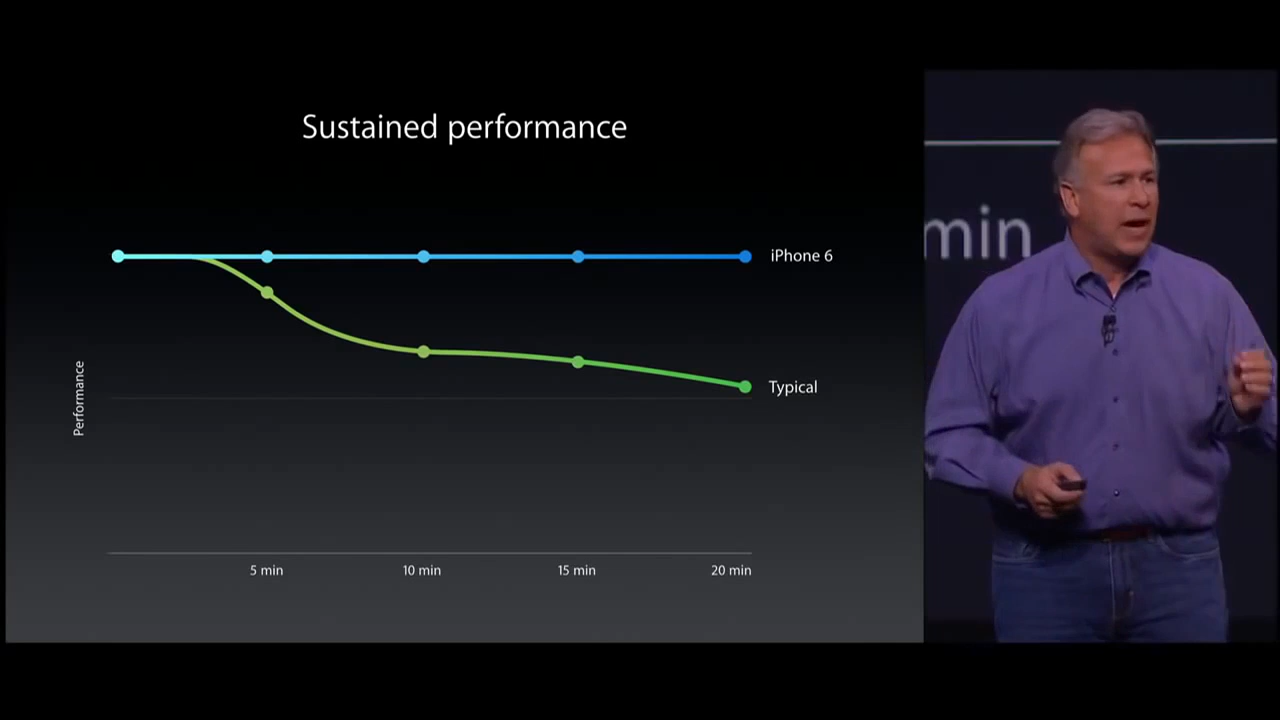 Sustained performance
iPhone 6
Typical
Performance
5 min
10 min
15 min
20 min
min